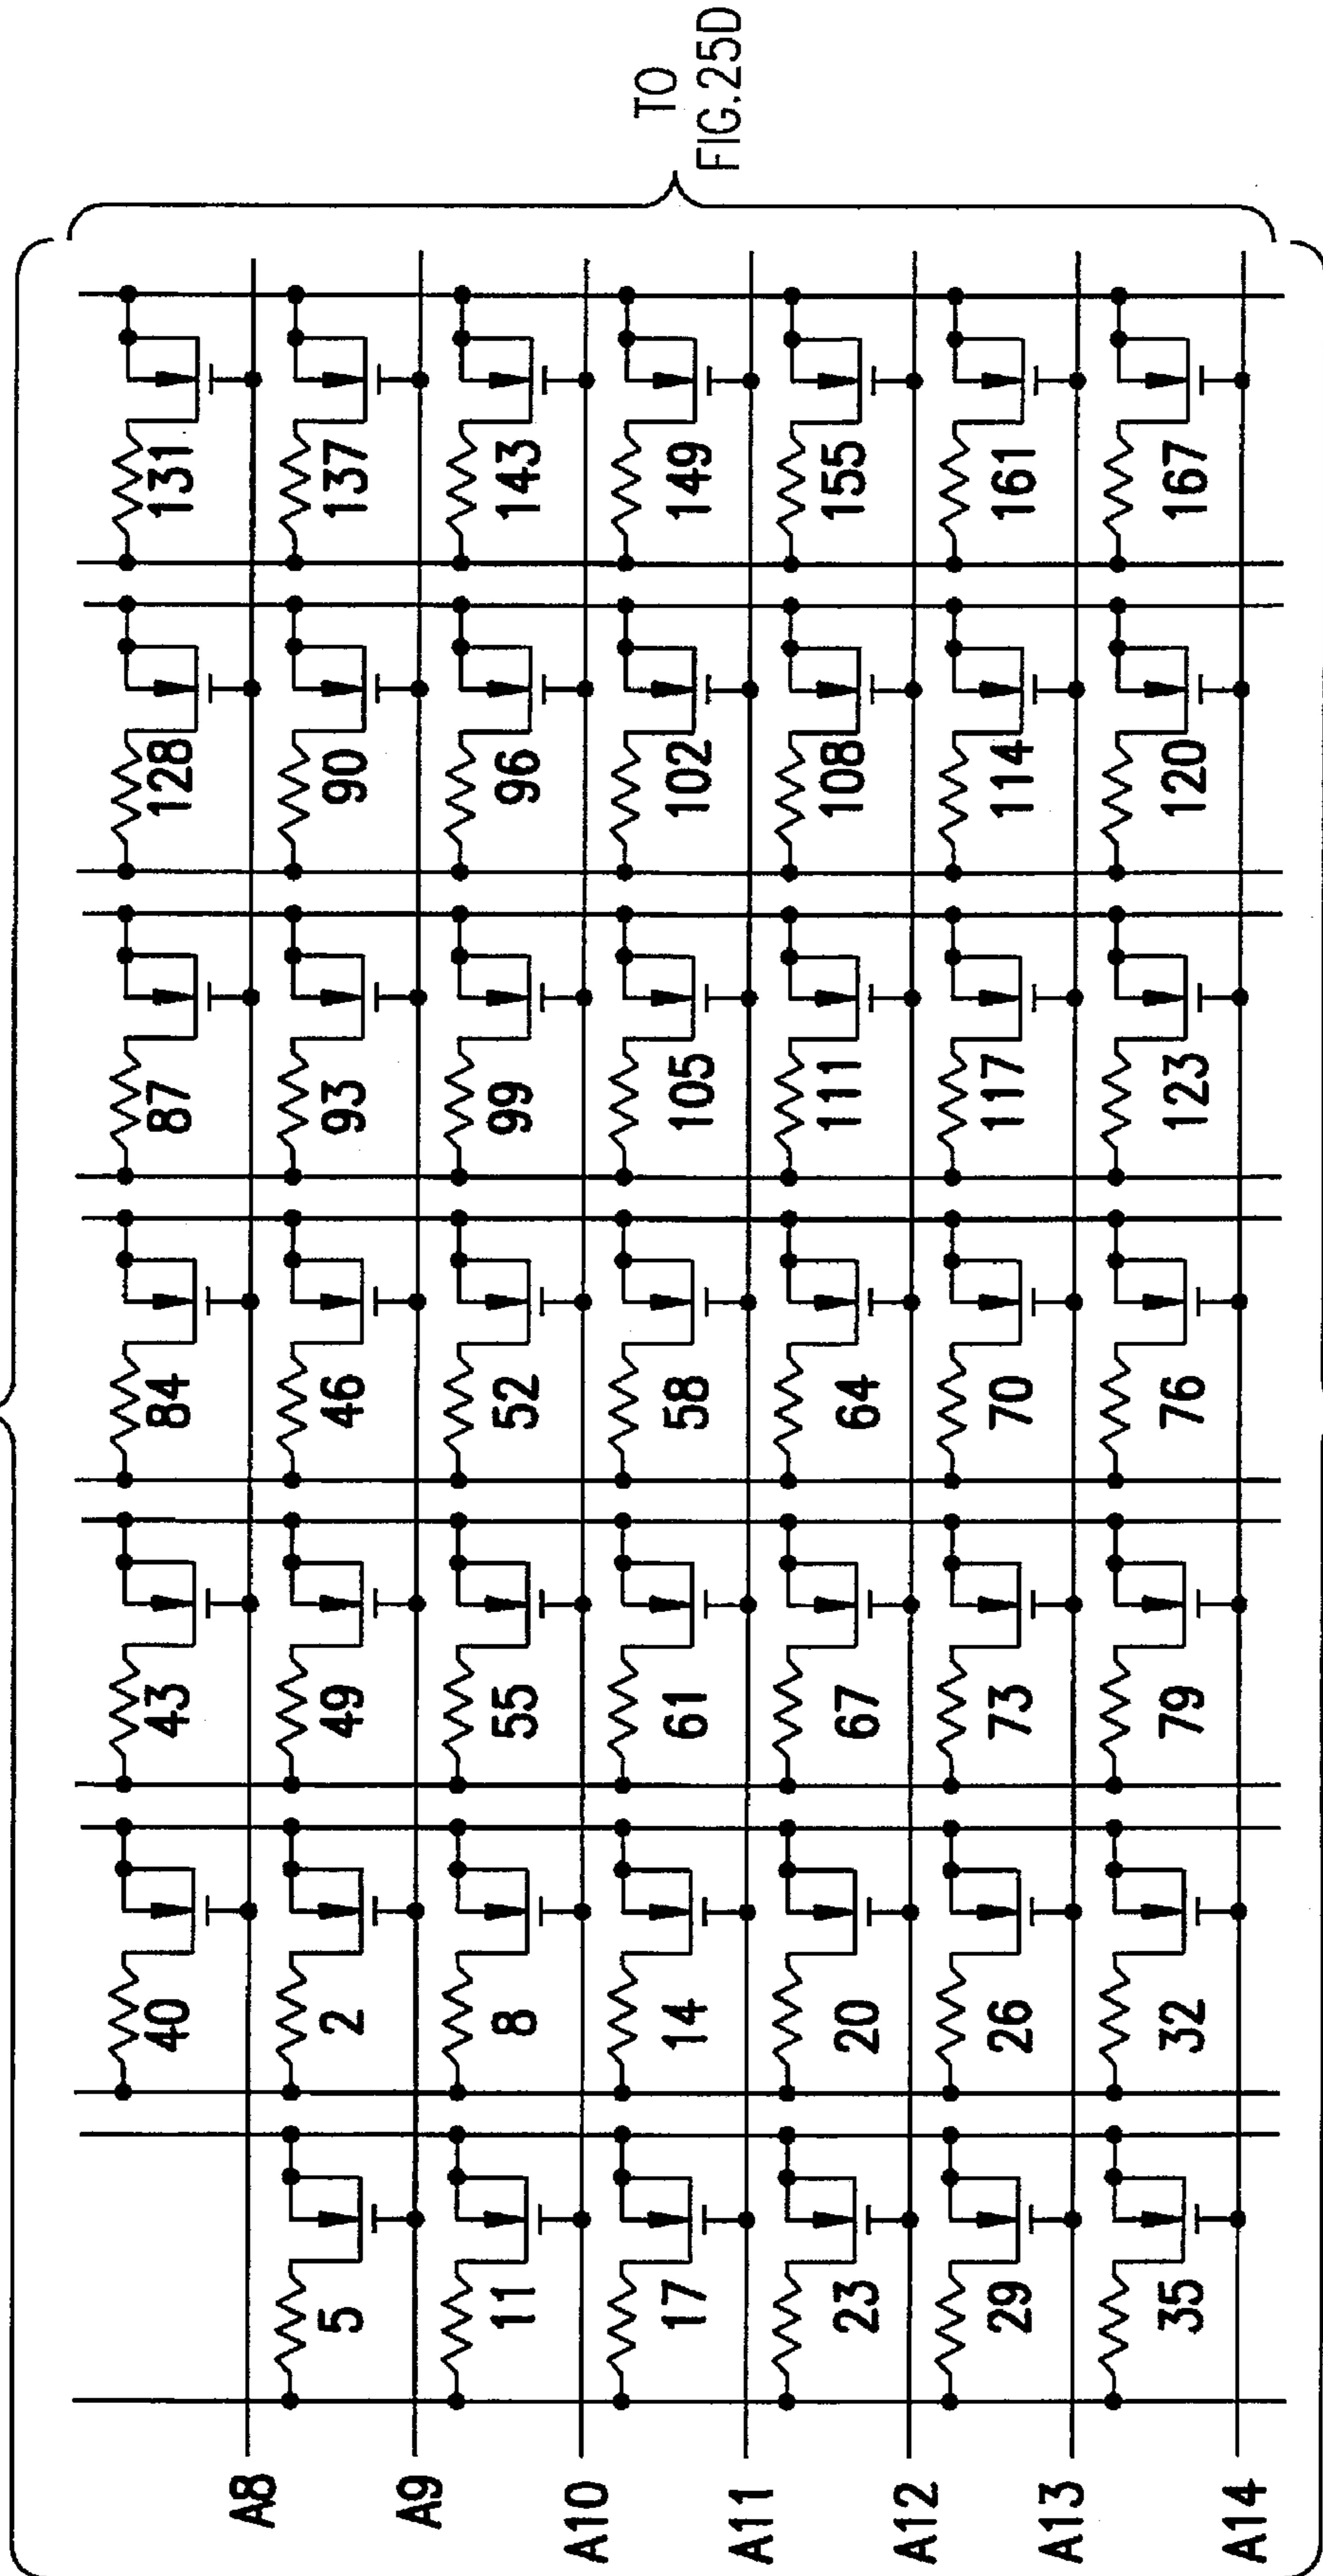 TO
FIG.25D
40 43 84 87 128 131
A8
5 2 49 46 93 90 137
A9
11 8 55 52 99 96 143
A10
17 14 61 58 105 102 149
A11
23 20 67 64 111 108 155
A12
29 26 73 70 117 114 161
A13
35 32 79 76 123 120 167
A14